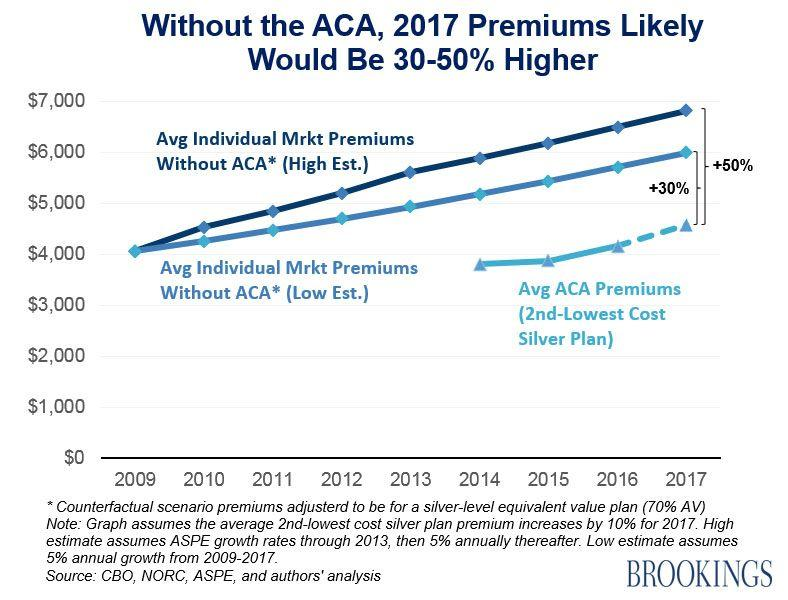 Without the ACA, 2017 Premiums Likely
Would Be 30-50% Higher
$7,000
$6,000
$5,000
$4,000
$3,000
$2,000
$1,000
$0
Avg Individual Mrkt Premiums
Without ACA* (High Est.)
+50%
+30%
Avg Individual Mrkt Premiums
Without ACA* (Low Est.)
Avg ACA Premiums
(2nd-Lowest Cost
Silver Plan)
2009 2010 2011 2012 2013 2014 2015 2016 2017
* Counterfactual scenario premiums adjusterd to be for a silver-level equivalent value plan (70% AV)
Note: Graph assumes the average 2nd-lowest cost silver plan premium increases by 10% for 2017. High
estimate assumes ASPE growth rates through 2013, then 5% annually thereafter. Low estimate assumes
5% annual growth from 2009-2017.
Source: CBO, NORC, ASPE, and authors' analysis
BROOKINGS